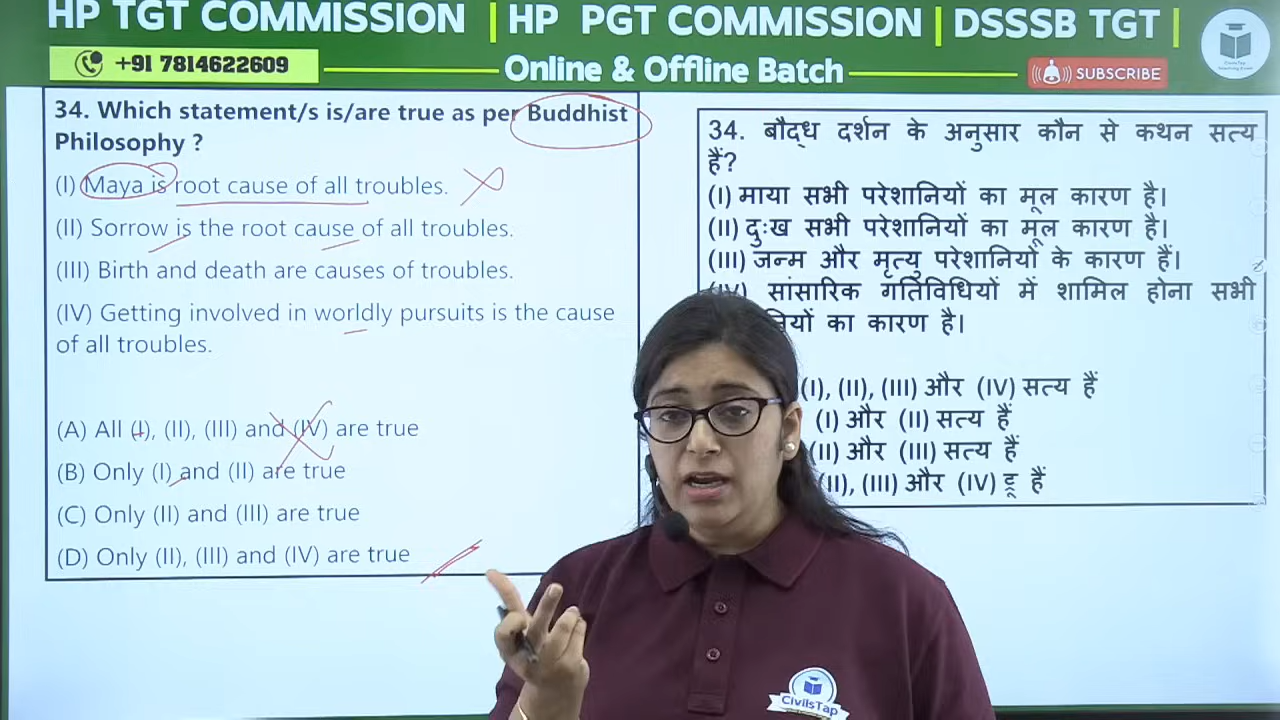 HP TGT COMMISSION | HP PGT COMMISSION | DSSSB TGT |
+91 7814622609
Online & Offline Batch
SUBSCRIBE
34. Which statement/s is/are true as per Buddhist
Philosophy ?
(I) Maya is root cause of all troubles.
(II) Sorrow is the root cause of all troubles.
(III) Birth and death are causes of troubles.
(IV) Getting involved in worldly pursuits is the cause
of all troubles.
(A) All (I), (II), (III) and (IV) are true
(B) Only (I) and (II) are true
(C) Only (II) and (III) are true
(D) Only (II), (III) and (IV) are true
34. बौद्ध दर्शन के अनुसार कौन से कथन सत्य
हैं?
(I) माया सभी परेशानियों का मूल कारण है।
(II) दुःख सभी परेशानियों का मूल कारण है।
(III) जन्म और मृत्यु परेशानियों के कारण हैं।
(IV) सांसारिक गतिविधियों में शामिल होना सभी
का कारण है।
(I), (II), (III) और (IV) सत्य हैं
(I) और (II) सत्य हैं
(II) और (III) सत्य हैं
(II), (III) और (IV) हैं
CivilsTap